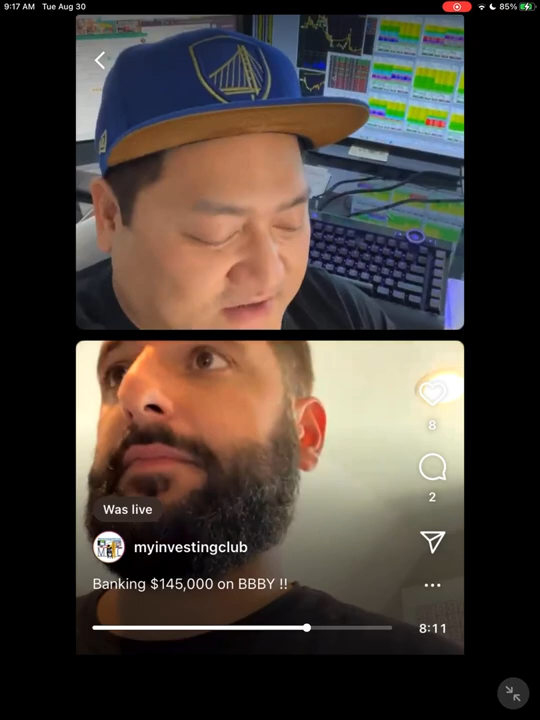 9:17 AM Tue Aug 30
85%
8
2
Was live
myinvestingclub
Banking $145,000 on BBBY !!
8:11